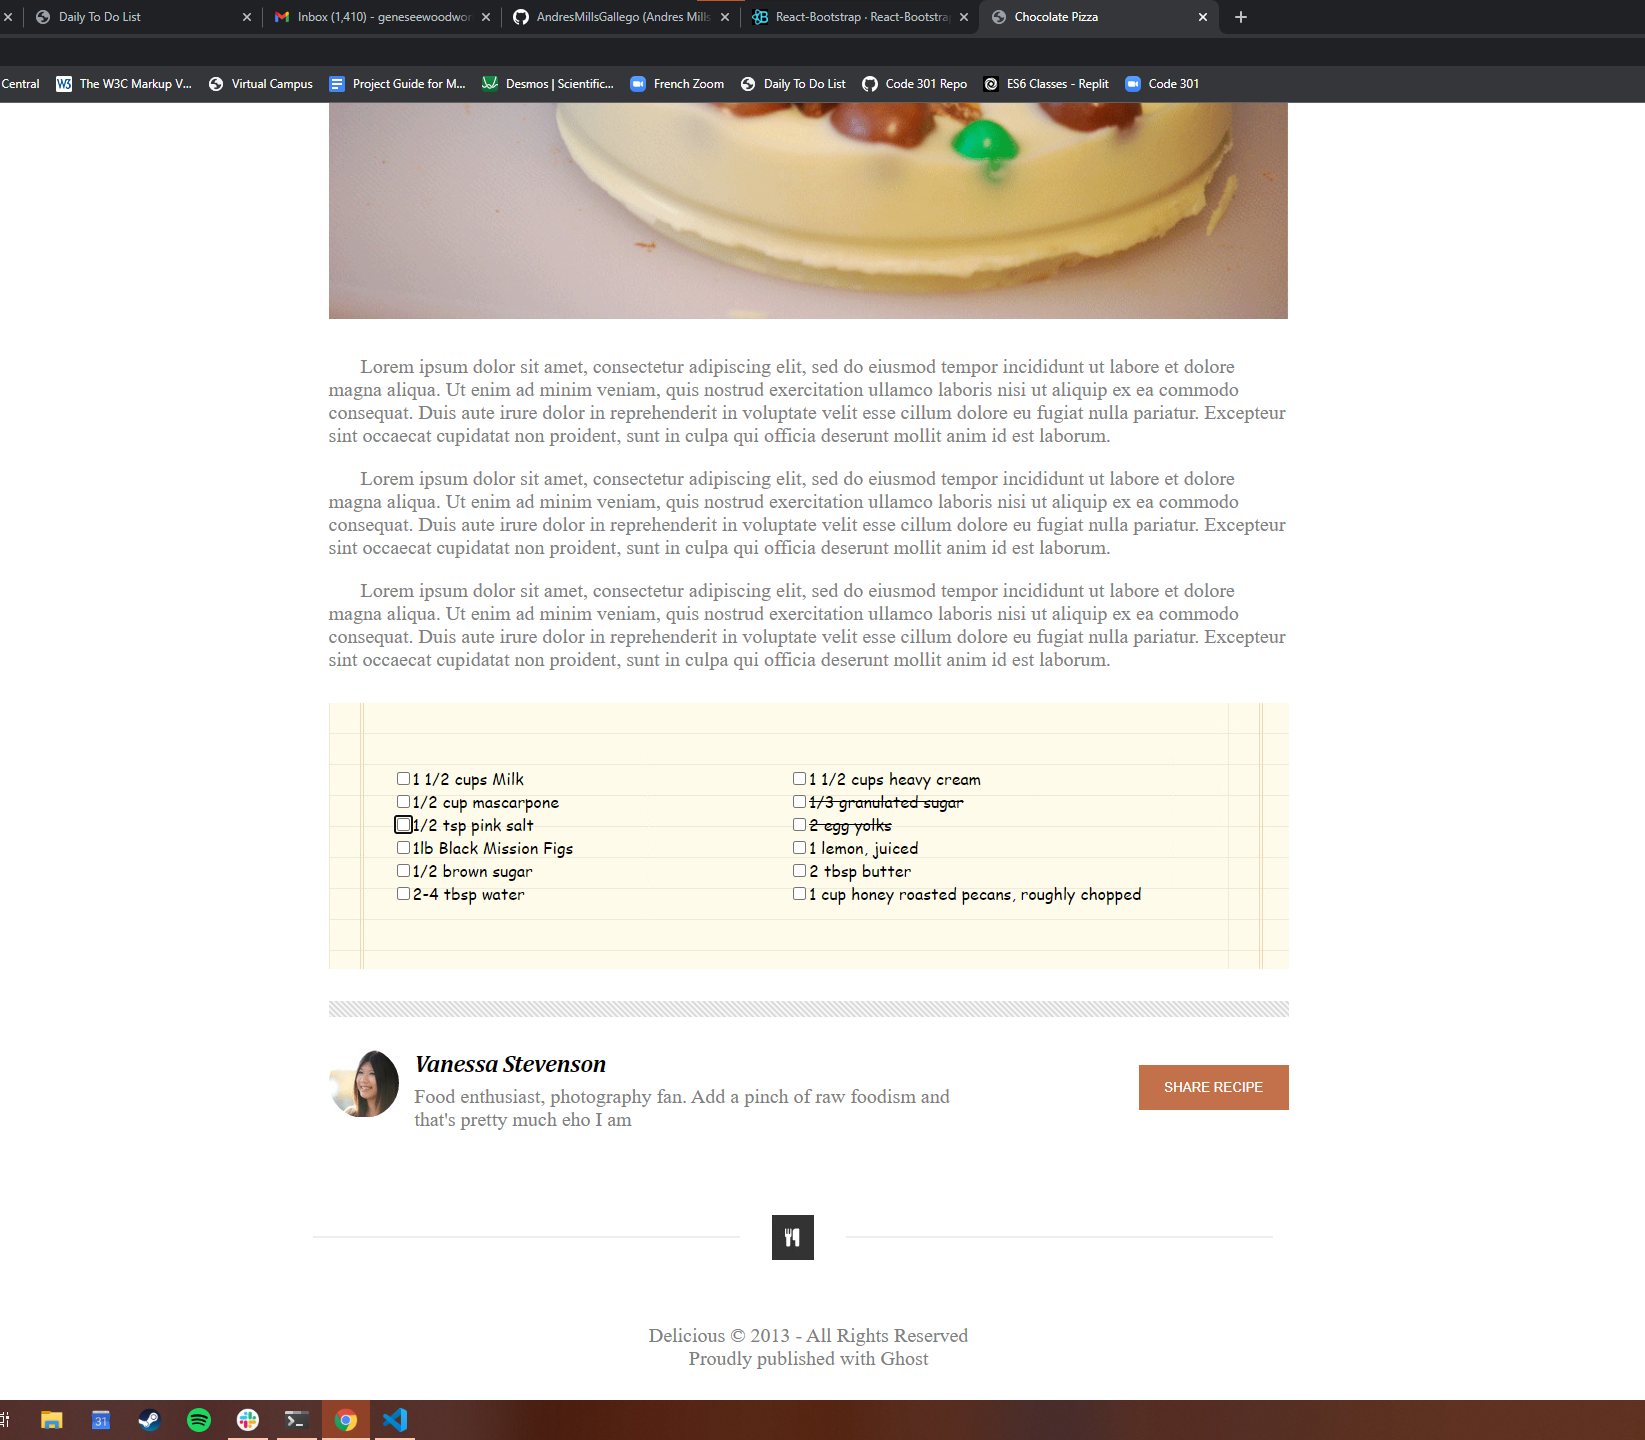 Daily To Do List
Inbox (1,410) - geneseewoodwor
AndresMillsGallego (Andres Mills
React-Bootstrap · React-Bootstra
Chocolate Pizza
Central
The W3C Markup V...
Virtual Campus
Project Guide for M...
Desmos | Scientific...
French Zoom
Daily To Do List
Code 301 Repo
ES6 Classes - Replit
Code 301
Lorem ipsum dolor sit amet, consectetur adipiscing elit, sed do eiusmod tempor incididunt ut labore et dolore
magna aliqua. Ut enim ad minim veniam, quis nostrud exercitation ullamco laboris nisi ut aliquip ex ea commodo
consequat. Duis aute irure dolor in reprehenderit in voluptate velit esse cillum dolore eu fugiat nulla pariatur. Excepteur
sint occaecat cupidatat non proident, sunt in culpa qui officia deserunt mollit anim id est laborum.
Lorem ipsum dolor sit amet, consectetur adipiscing elit, sed do eiusmod tempor incididunt ut labore et dolore
magna aliqua. Ut enim ad minim veniam, quis nostrud exercitation ullamco laboris nisi ut aliquip ex ea commodo
consequat. Duis aute irure dolor in reprehenderit in voluptate velit esse cillum dolore eu fugiat nulla pariatur. Excepteur
sint occaecat cupidatat non proident, sunt in culpa qui officia deserunt mollit anim id est laborum.
Lorem ipsum dolor sit amet, consectetur adipiscing elit, sed do eiusmod tempor incididunt ut labore et dolore
magna aliqua. Ut enim ad minim veniam, quis nostrud exercitation ullamco laboris nisi ut aliquip ex ea commodo
consequat. Duis aute irure dolor in reprehenderit in voluptate velit esse cillum dolore eu fugiat nulla pariatur. Excepteur
sint occaecat cupidatat non proident, sunt in culpa qui officia deserunt mollit anim id est laborum.
1 1/2 cups Milk
1/2 cup mascarpone
1/2 tsp pink salt
1lb Black Mission Figs
1/2 brown sugar
2-4 tbsp water
1 1/2 cups heavy cream
1/3 granulated sugar
2 egg yolks
1 lemon, juiced
2 tbsp butter
1 cup honey roasted pecans, roughly chopped
Vanessa Stevenson
Food enthusiast, photography fan. Add a pinch of raw foodism and
that's pretty much eho I am
SHARE RECIPE
Delicious © 2013 - All Rights Reserved
Proudly published with Ghost
31